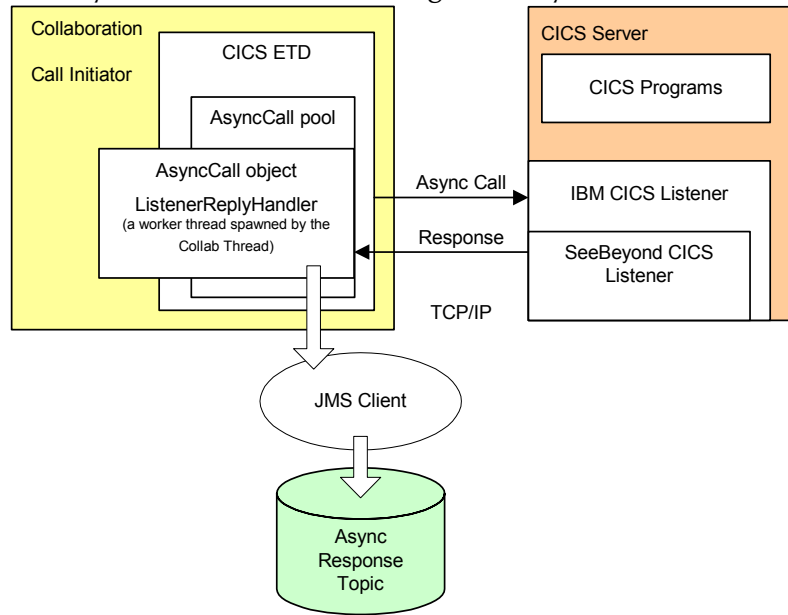 Collaboration
Call Initiator
CICS ETD
AsyncCall pool
AsyncCall object
ListenerReplyHandler
(a worker thread spawned by the
Collab Thread)
Async Call
Response
TCP/IP
CICS Server
CICS Programs
IBM CICS Listener
SeeBeyond CICS
Listener
JMS Client
Async
Response
Topic